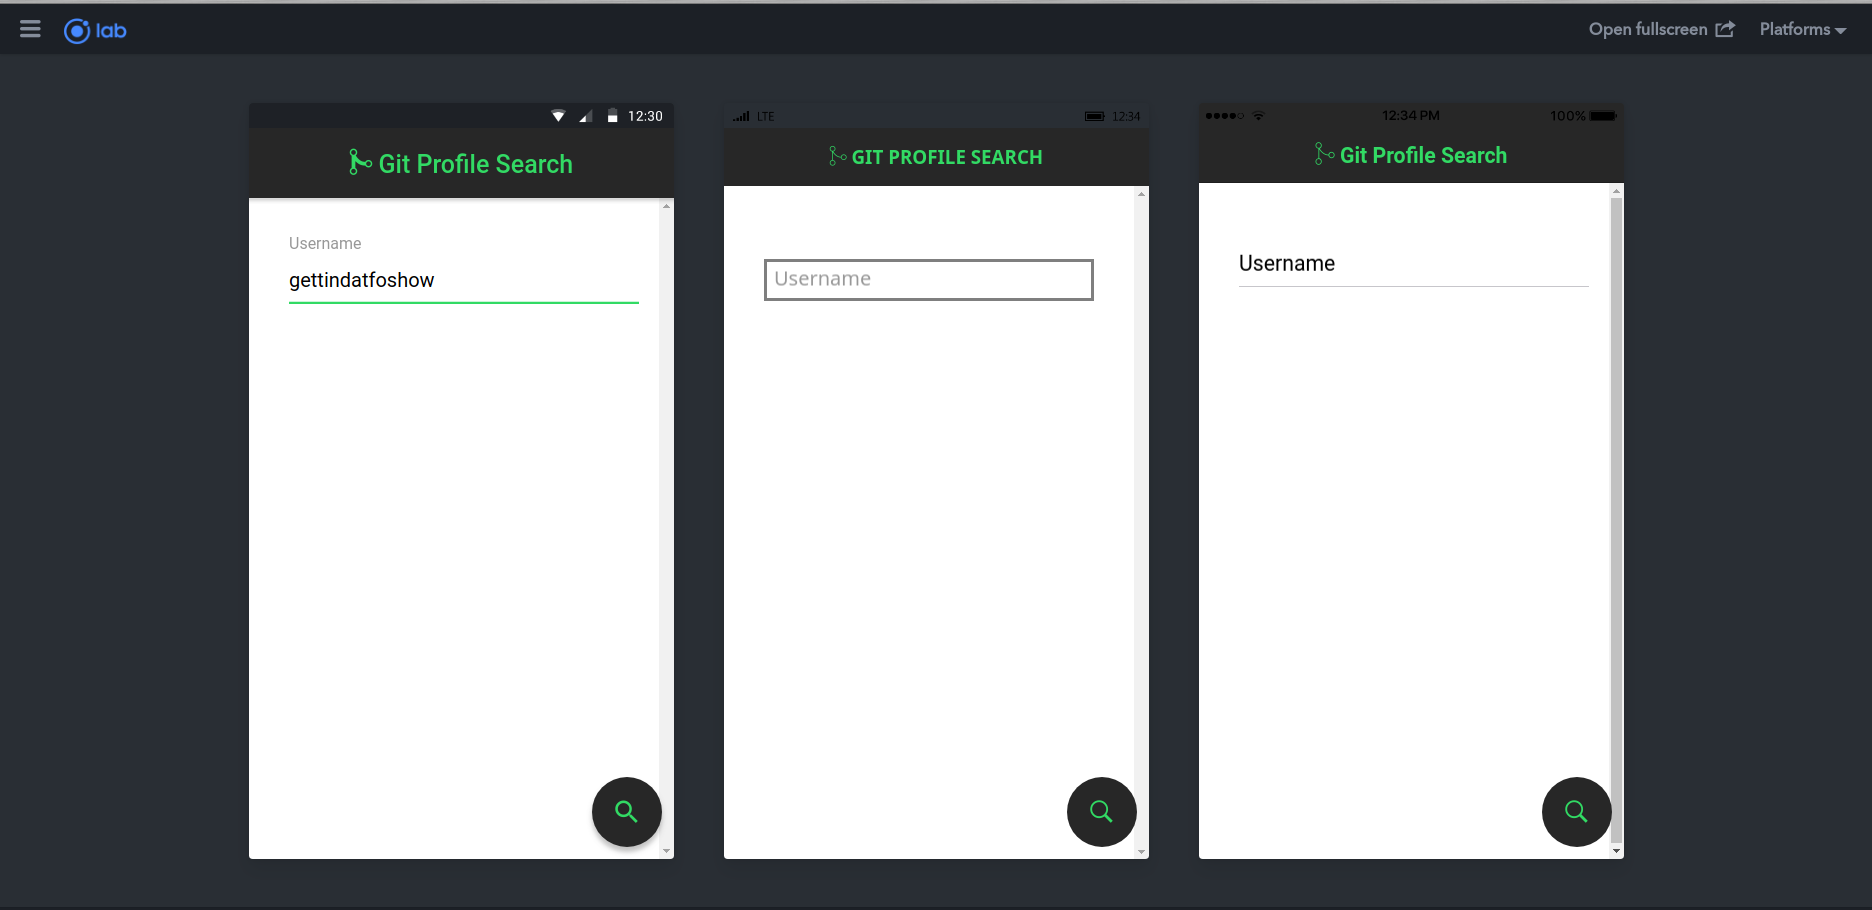 lab
Open fullscreen
Platforms
12:30
Git Profile Search
Username
gettindatfoshow
LTE
12:34
GIT PROFILE SEARCH
Username
12:34 PM
100%
Git Profile Search
Username